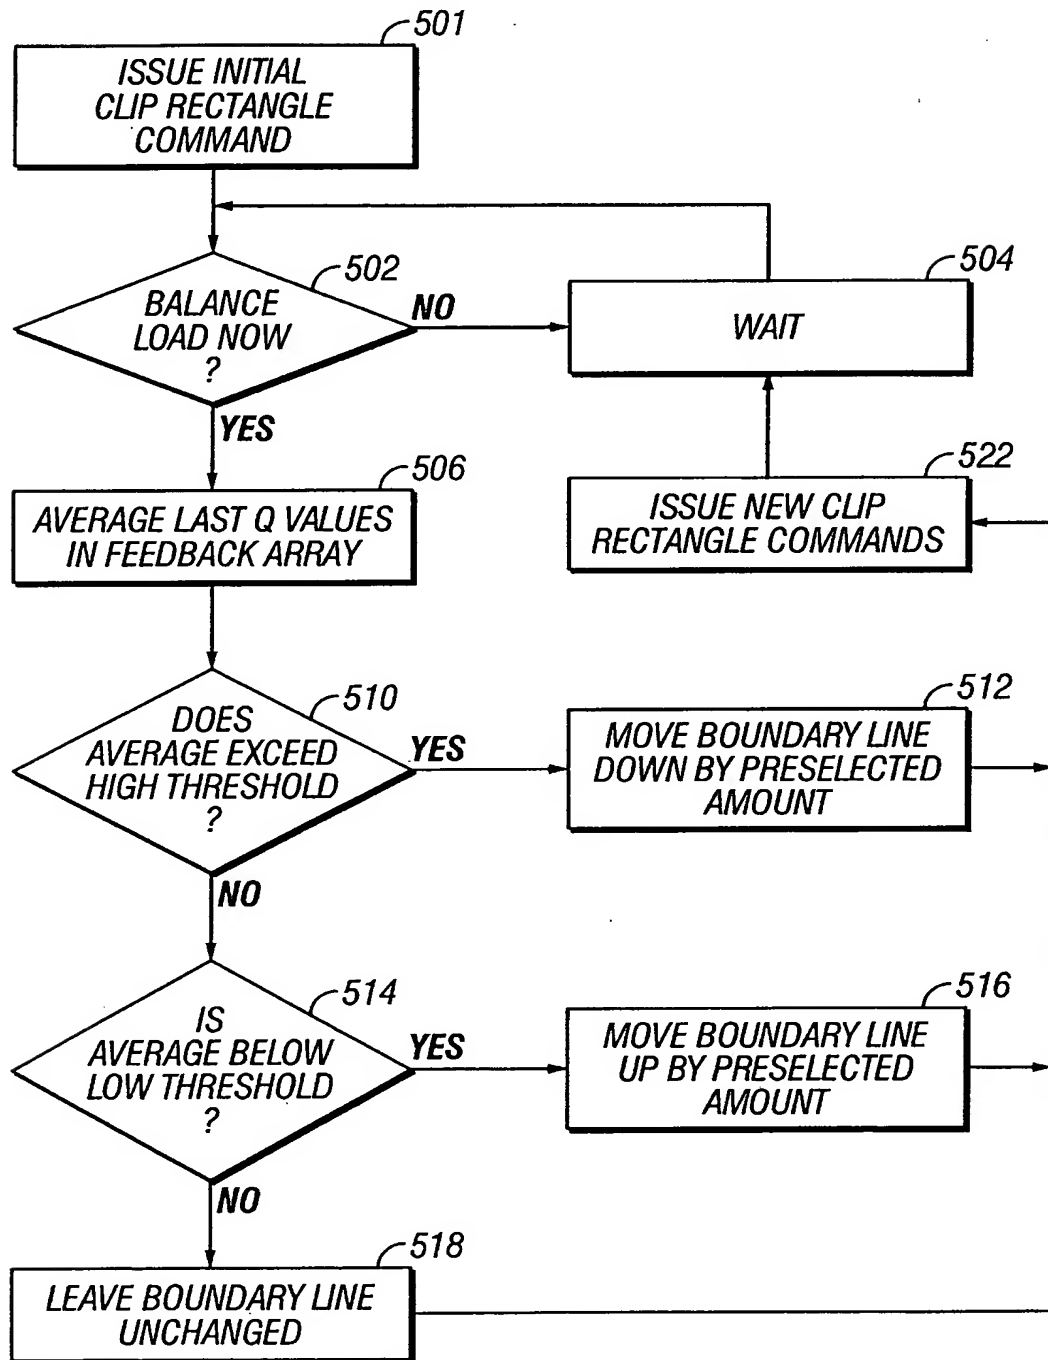 501
ISSUE INITIAL
CLIP RECTANGLE
COMMAND
502
BALANCE
LOAD NOW
?
NO
504
WAIT
YES
506
AVERAGE LAST Q VALUES
IN FEEDBACK ARRAY
522
ISSUE NEW CLIP
RECTANGLE COMMANDS
510
DOES
AVERAGE EXCEED
HIGH THRESHOLD
?
YES
512
MOVE BOUNDARY LINE
DOWN BY PRESELECTED
AMOUNT
NO
514
IS
AVERAGE BELOW
LOW THRESHOLD
?
YES
516
MOVE BOUNDARY LINE
UP BY PRESELECTED
AMOUNT
NO
518
LEAVE BOUNDARY LINE
UNCHANGED